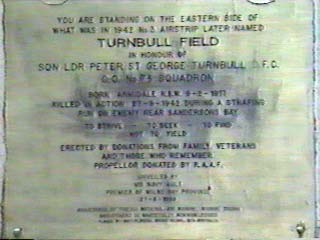 YOU ARE STANDING ON THE EASTERN SIDE OF
WHAT WAS IN 1942 No 3 AIRSTRIP LATER NAMED
TURNBULL FIELD
IN HONOUR OF
SQN LDR PETER ST GEORGE TURNBULL D.F.C.
C.O. No 76 SQUADRON
BORN ARMIDALE N.S.W. 9-2-1917
KILLED IN ACTION 27-8-1942 DURING A STRAFING
RUN ON ENEMY NEAR SANDERSONS BAY
TO STRIVE TO SEEK TO FIND
NOT TO YIELD
ERECTED BY DONATIONS FROM FAMILY, VETERANS
AND THOSE WHO REMEMBER
PROPELLOR DONATED BY R.A.A.F.
UNVEILED BY
PREMIER OF MILNE BAY PROVINCE